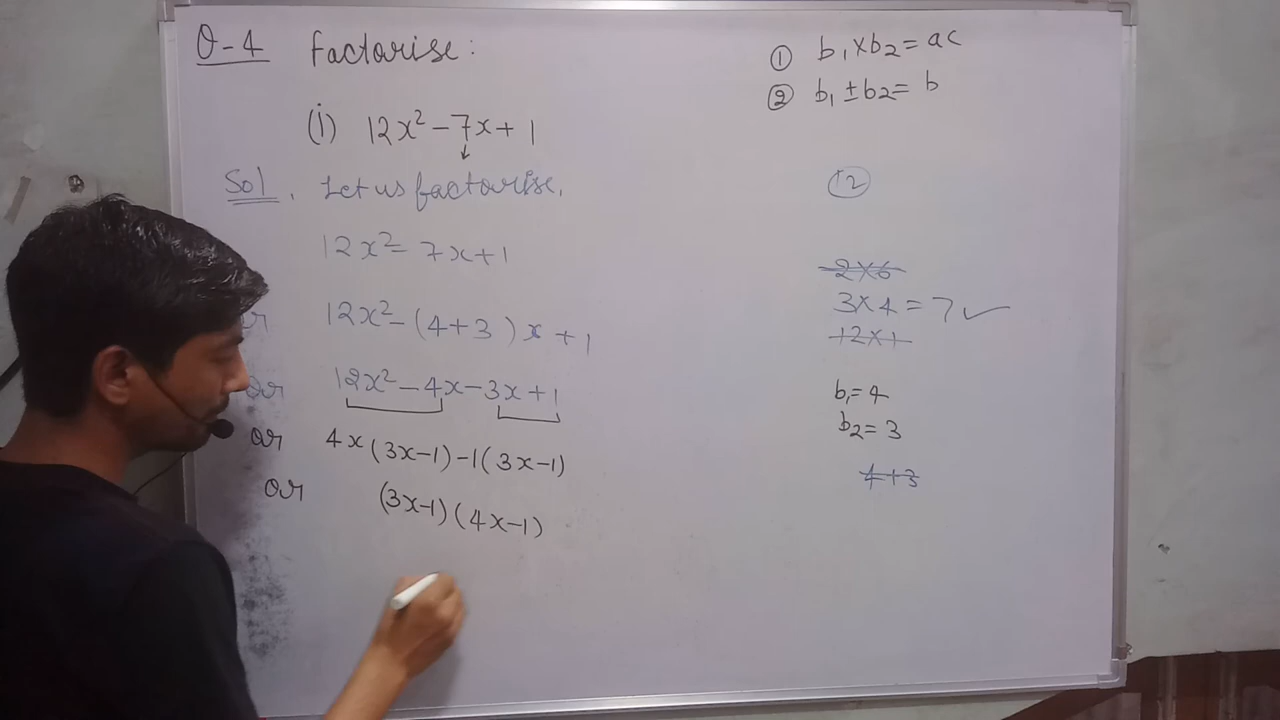 Q-4 Factorise:
(i) 12x² - 7x + 1
Sol. Let us factorise,
12x² - 7x + 1
or 12x² - (4+3)x + 1
or 12x² - 4x - 3x + 1
or 4x(3x-1) - 1(3x-1)
or (3x-1)(4x-1)
① b₁×b₂ = ac
② b₁ ± b₂ = b
12
2×6
3×4 = 7 ✓
12×1
b₁ = 4
b₂ = 3
4+3